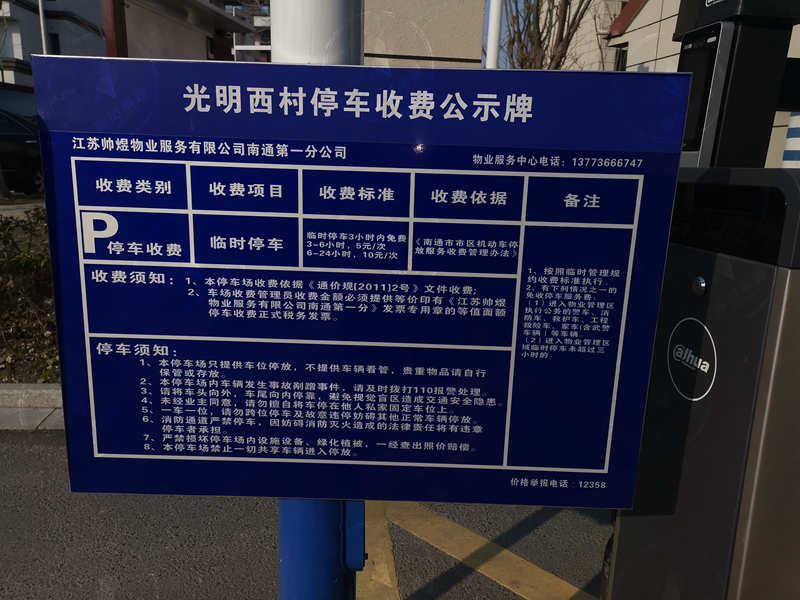 光明西村停车收费公示牌
江苏帅煜物业服务有限公司南通第一分公司
物业服务中心电话：13773666747
收费类别 收费项目 收费标准 收费依据 备注
P停车收费
临时停车
临时停车3小时内免费
3-6小时，5元/次
6-24小时，10元/次
《南通市市区机动车停
放服务收费管理办法》
1、按照临时管理规
约收费标准执行。
2、有下列情况之一的
免收停车服务费：
（1）进入物业管理区
执行公务的警车、消
防车、救护车、工程
救险车、军车(含武警
车辆）等车辆。
（2）进入物业管理区
域临时停车未超过三
小时的。
收费须知：1、本停车场收费依据《通价规[2011]2号》文件收费；
2、车场收费管理员收费金额必须提供等价印有《江苏帅煜
物业服务有限公司南通第一分》发票专用章的等值面额
停车收费正式税务发票。
停车须知：
1、本停车场只提供车位停放，不提供车辆看管，贵重物品请自行
保管或存放。
2、本停车场内车辆发生事故剐蹭事件，请及时拨打110报警处理。
3、请将车头向外，车尾向内停靠，避免视觉盲区造成交通安全隐患。
4、未经业主同意，请勿擅自将车停在他人私家固定车位上。
5、一车一位，请勿跨位停车及故意违停妨碍其他正常车辆停放。
6、消防通道严禁停车，因妨碍消防灭火造成的法律责任将有违章
停车者承担。
7、严禁损坏停车场内设施设备、绿化植被，一经查出照价赔偿。
8、本停车场禁止一切共享车辆进入停放。
价格举报电话：12358
alhua